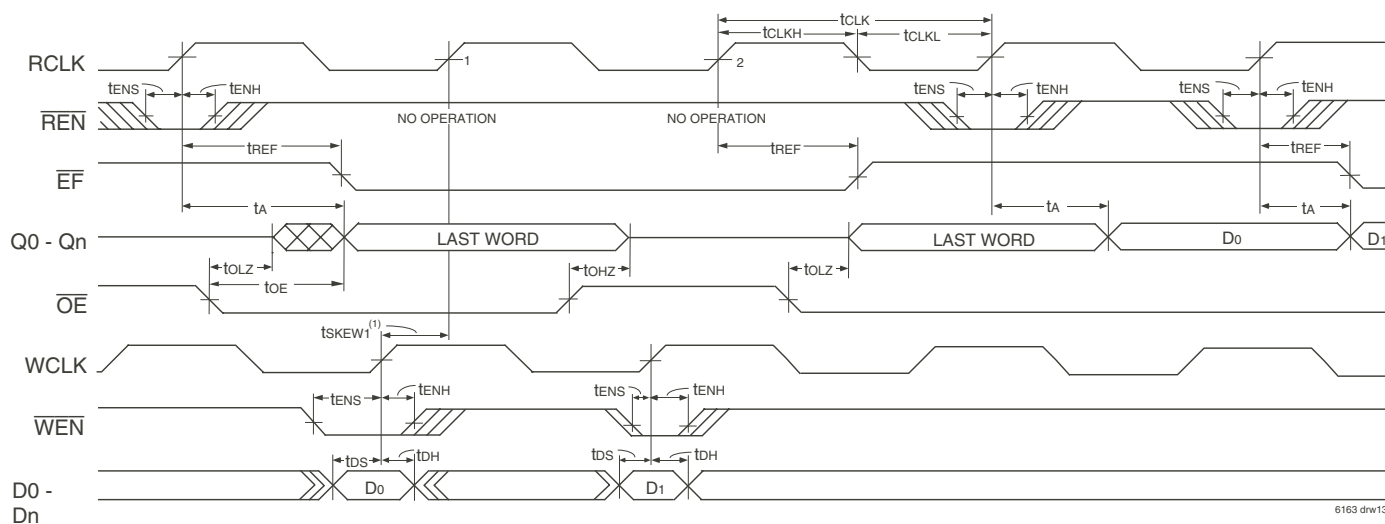 tCLK
tCLKH tCLKL
RCLK 1 2
tENS tENH tENS tENH tENS tENH
REN NO OPERATION NO OPERATION
tREF tREF tREF
EF
tA tA tA
Q0 - Qn LAST WORD LAST WORD D0 D1
tOLZ tOHZ tOLZ
tOE
OE
tSKEW1(1)
WCLK
tENS tENH tENS tENH
WEN
tDS tDH tDS tDH
D0 - Dn D0 D1
6163 drw13